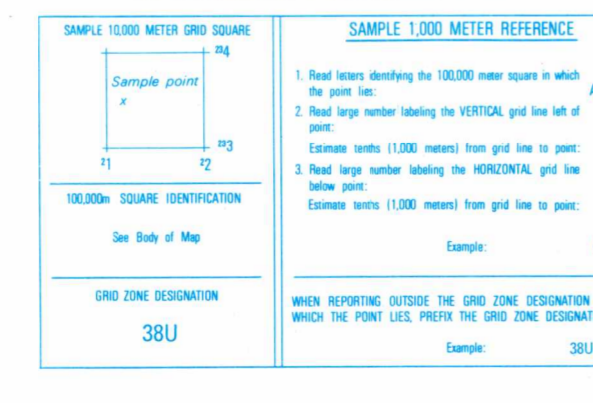 SAMPLE 10,000 METER GRID SQUARE
²³4
Sample point
x
²³3
²1
²2
100,000m SQUARE IDENTIFICATION
See Body of Map
GRID ZONE DESIGNATION
38U
SAMPLE 1,000 METER REFERENCE
1. Read letters identifying the 100,000 meter square in which
the point lies:
2. Read large number labeling the VERTICAL grid line left of
point:
Estimate tenths (1,000 meters) from grid line to point:
3. Read large number labeling the HORIZONTAL grid line
below point:
Estimate tenths (1,000 meters) from grid line to point:
Example:
WHEN REPORTING OUTSIDE THE GRID ZONE DESIGNATION
WHICH THE POINT LIES, PREFIX THE GRID ZONE DESIGNAT
Example: 38U